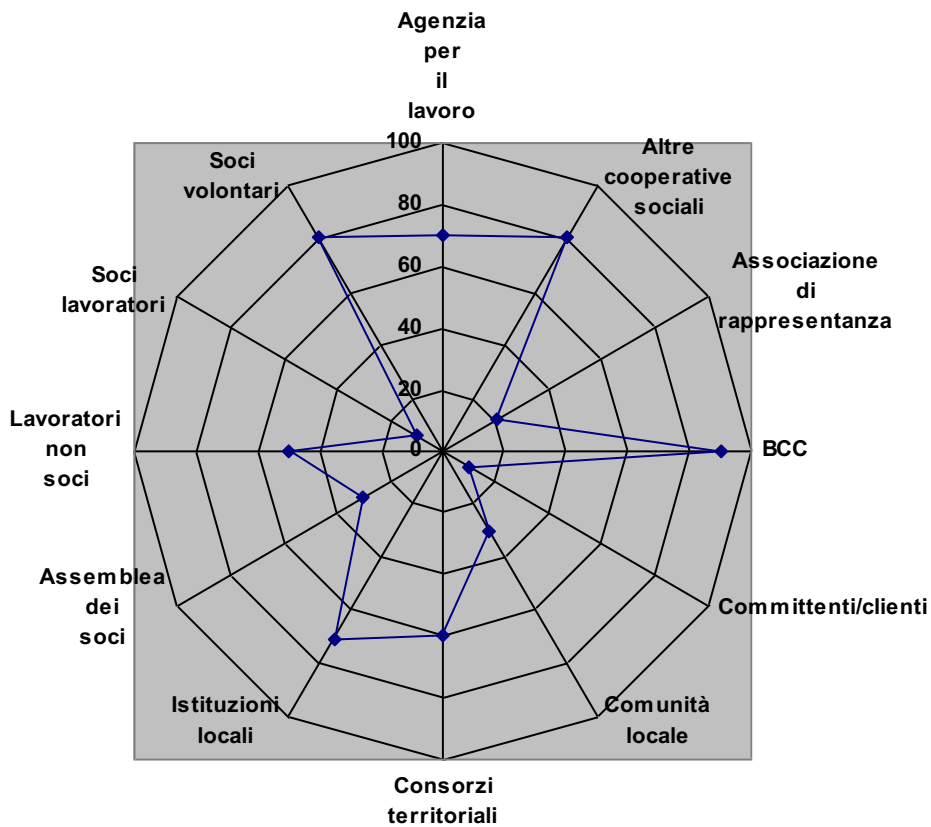 Agenzia
per
il
lavoro
Altre
cooperative
sociali
Associazione
di
rappresentanza
BCC
Committenti/clienti
Comunità
locale
Consorzi
territoriali
Istituzioni
locali
Assemblea
dei
soci
Lavoratori
non
soci
Soci
lavoratori
Soci
volontari
100
80
60
40
20
0